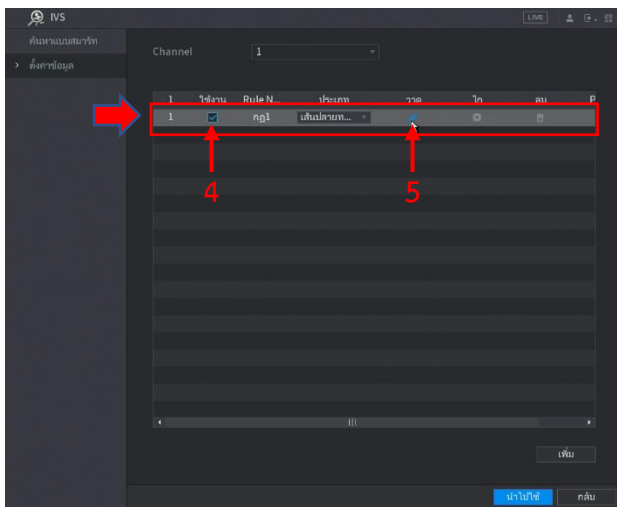 IVS LIVE
ค้นหาแบบสมาร์ท
ตั้งค่าข้อมูล
Channel 1
1 ใช้งาน Rule N... ประเภท วาด ไก ลบ P
1 กฎ1 เส้นปลายท...
4 5
เพิ่ม
นำไปใช้ กลับ